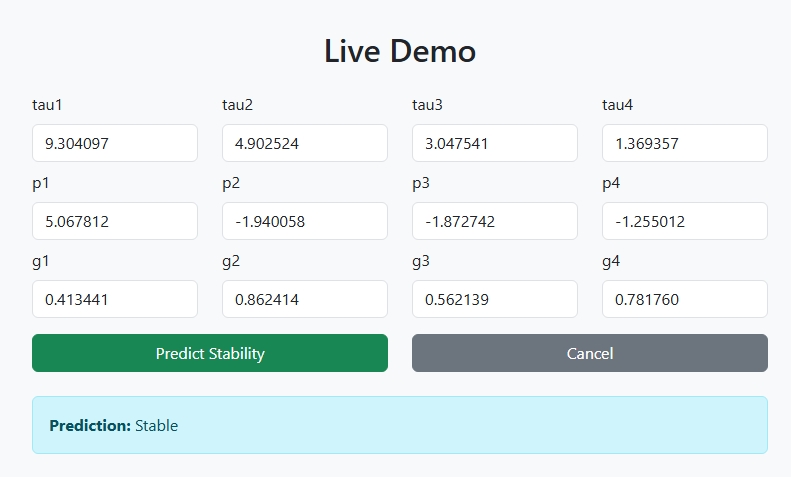 Live Demo
tau1 tau2 tau3 tau4
9.304097 4.902524 3.047541 1.369357
p1 p2 p3 p4
5.067812 -1.940058 -1.872742 -1.255012
g1 g2 g3 g4
0.413441 0.862414 0.562139 0.781760
Predict Stability Cancel
Prediction: Stable